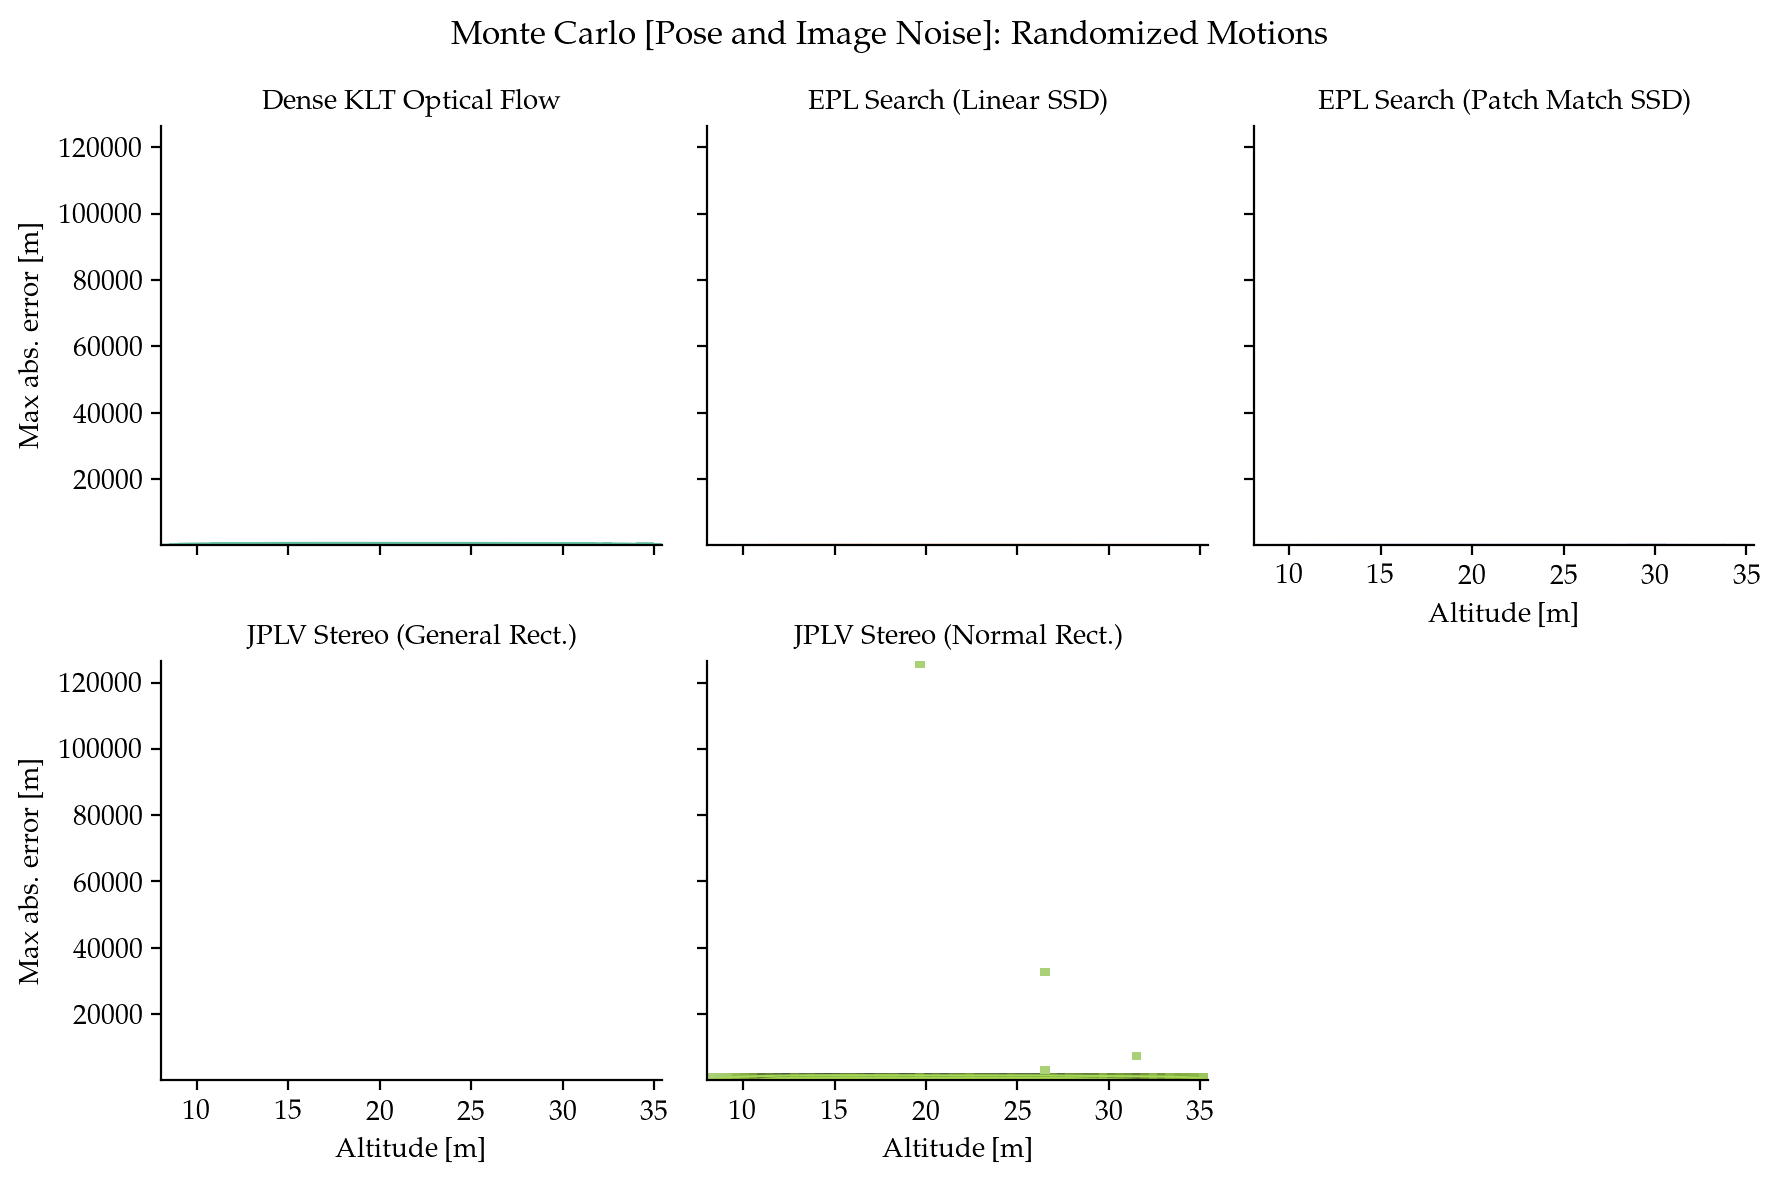 Monte Carlo [Pose and Image Noise]: Randomized Motions
Dense KLT Optical Flow
EPL Search (Linear SSD)
EPL Search (Patch Match SSD)
Max abs. error [m]
120000
100000
80000
60000
40000
20000
10 15 20 25 30 35
Altitude [m]
JPLV Stereo (General Rect.)
JPLV Stereo (Normal Rect.)
Max abs. error [m]
120000
100000
80000
60000
40000
20000
10 15 20 25 30 35
Altitude [m]
10 15 20 25 30 35
Altitude [m]